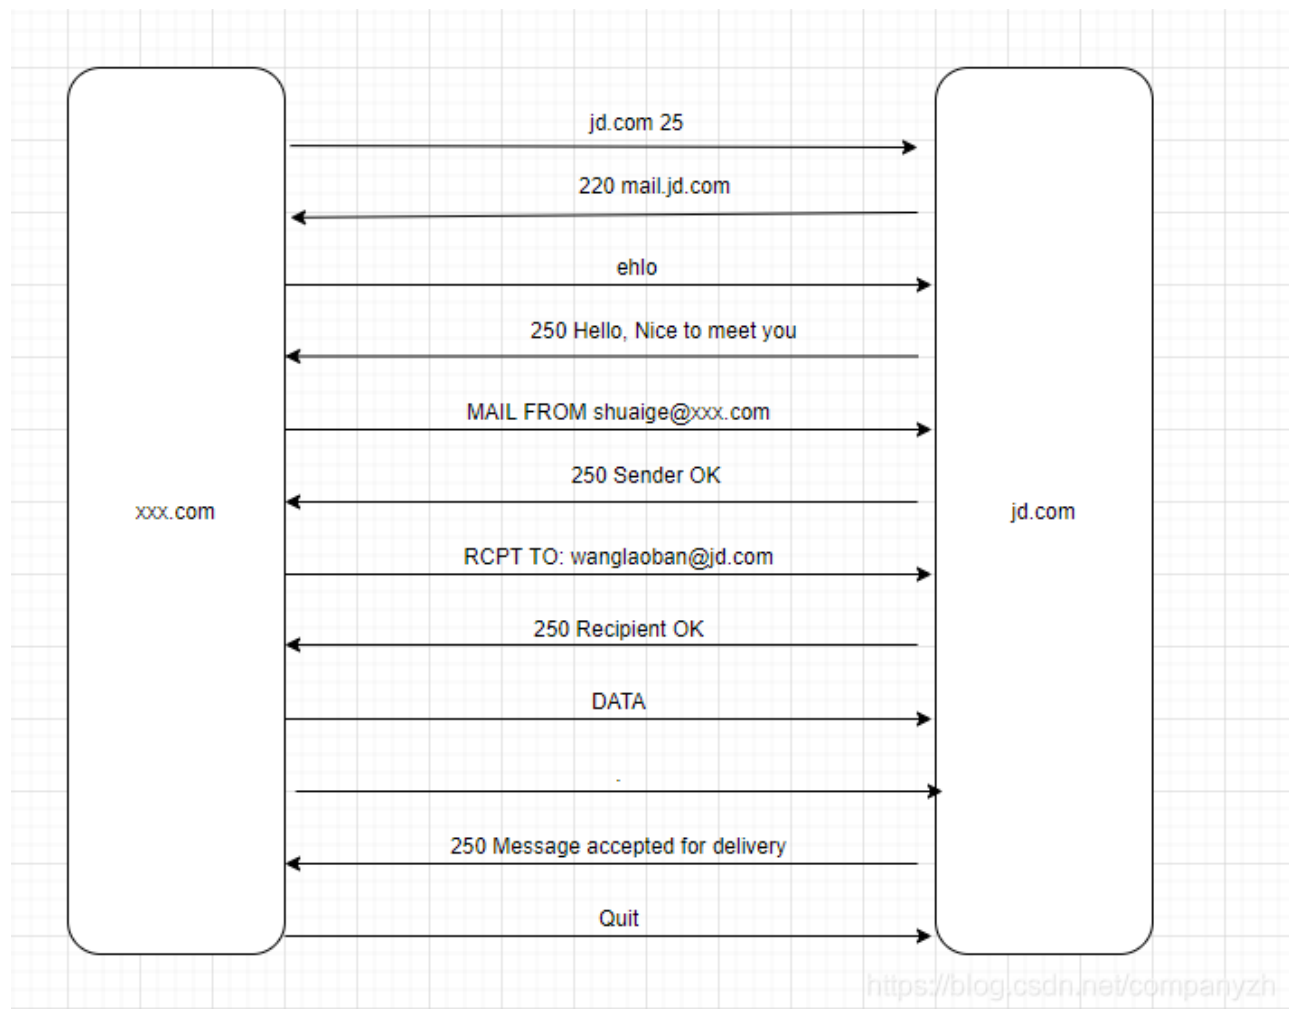 jd.com 25
220 mail.jd.com
ehlo
250 Hello, Nice to meet you
MAIL FROM shuaige@xxx.com
250 Sender OK
xxx.com
jd.com
RCPT TO: wanglaoban@jd.com
250 Recipient OK
DATA
.
250 Message accepted for delivery
Quit
https://blog.csdn.net/companyzh